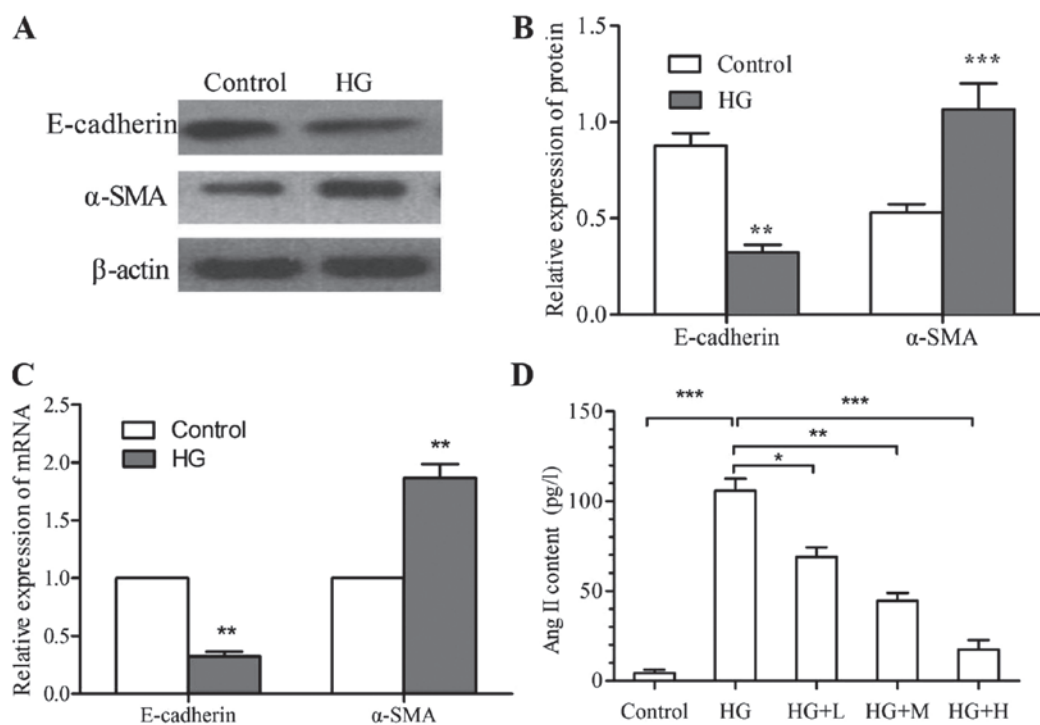 A
Control HG
E-cadherin
α-SMA
β-actin
B
Relative expression of protein
1.5
1.0
0.5
0.0
Control
HG
**
***
E-cadherin α-SMA
C
Relative expression of mRNA
2.5
2.0
1.5
1.0
0.5
0.0
Control
HG
**
**
E-cadherin α-SMA
D
Ang II content (pg/l)
150
100
50
0
*** ***
**
*
Control HG HG+L HG+M HG+H